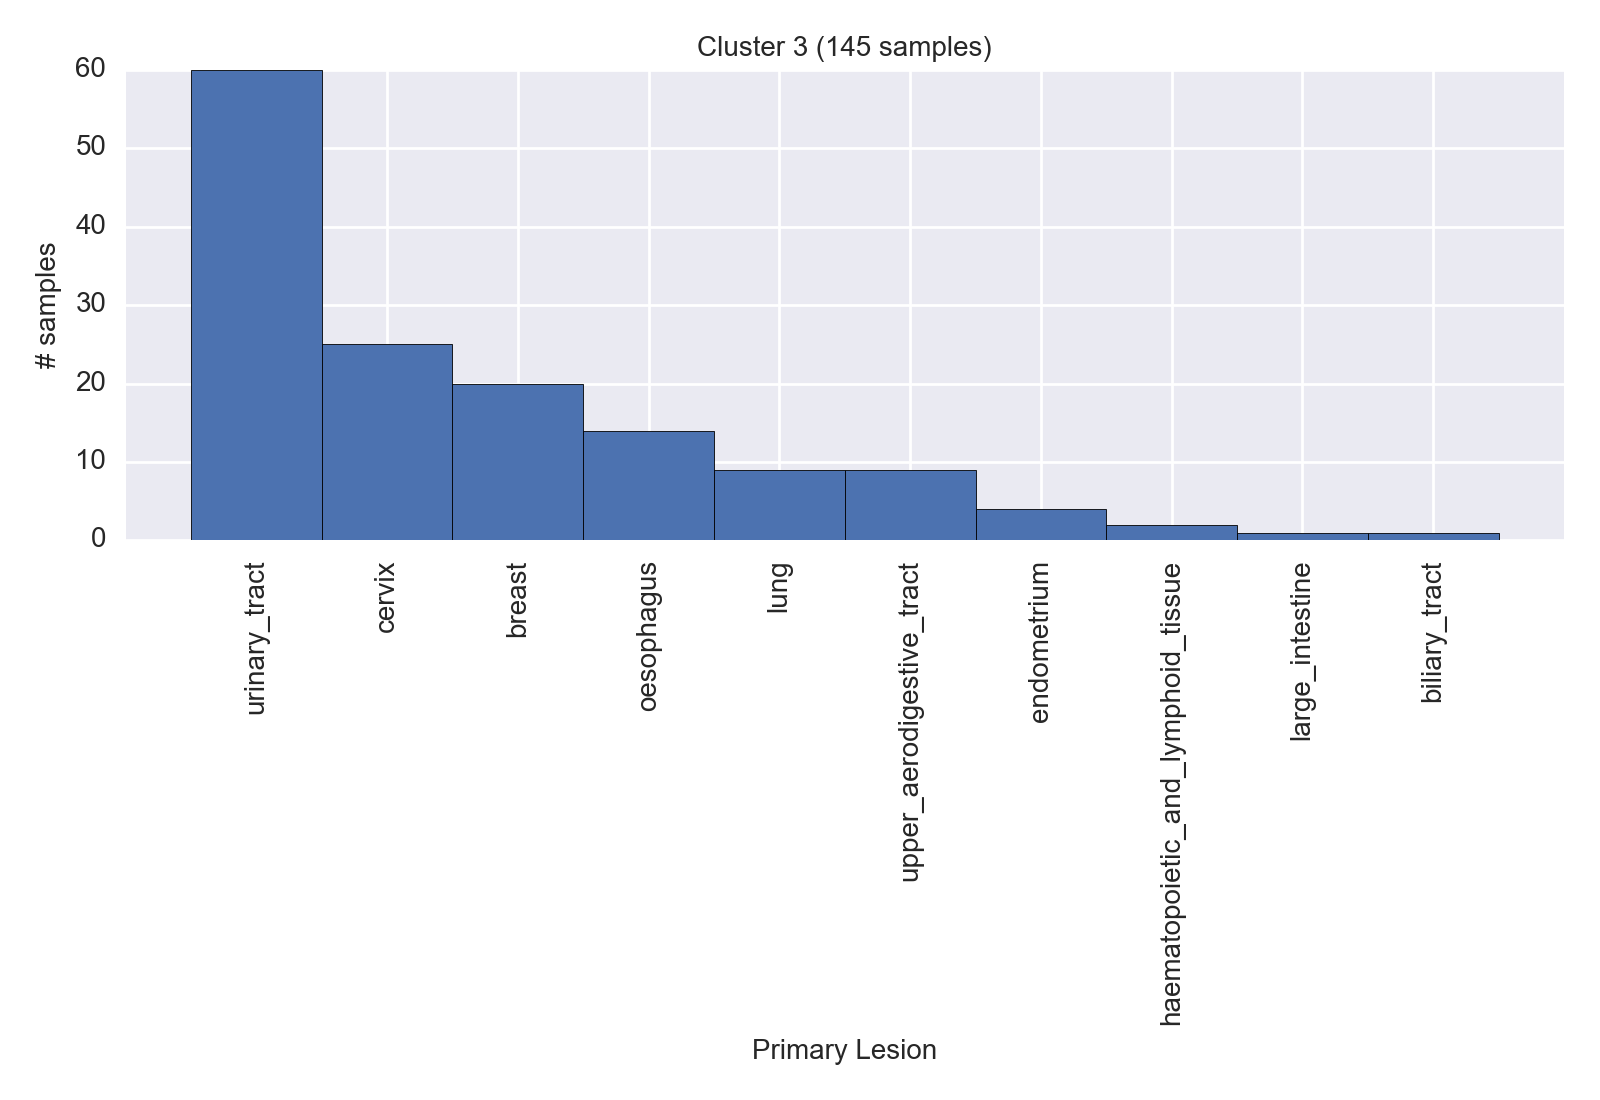 Cluster 3 (145 samples)
60
50
40
30
20
10
0
# samples
urinary_tract
cervix
breast
oesophagus
lung
upper_aerodigestive_tract
endometrium
haematopoietic_and_lymphoid_tissue
large_intestine
biliary_tract
Primary Lesion